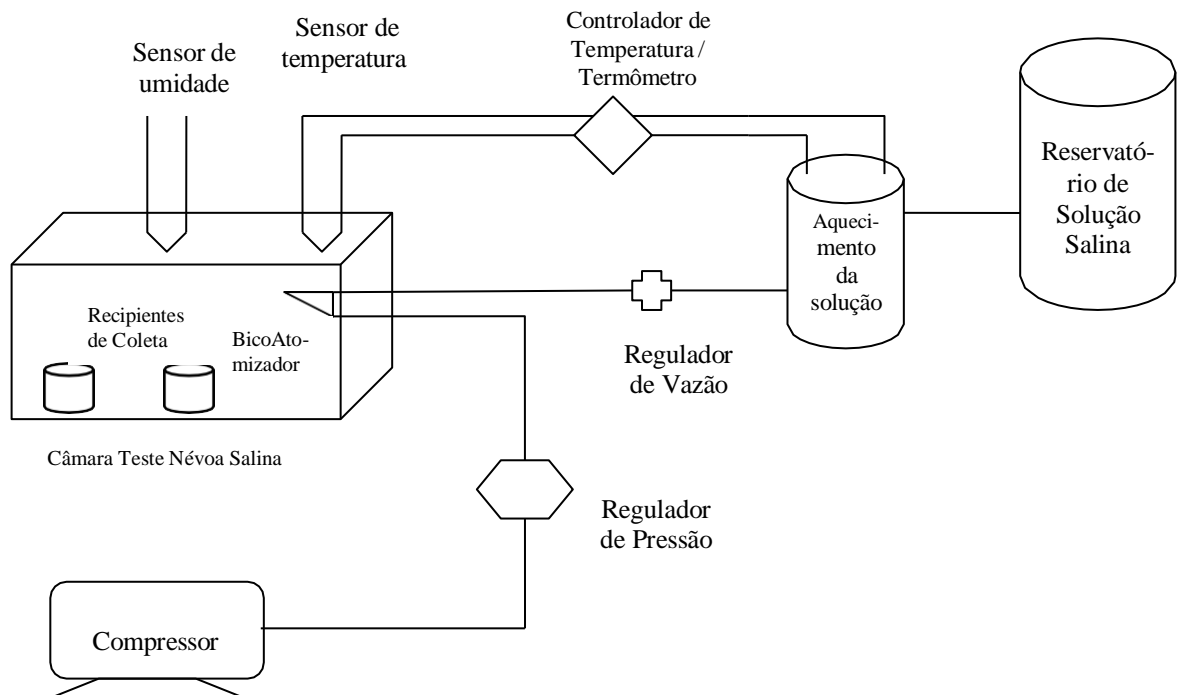 Sensor de
umidade
Sensor de
temperatura
Controlador de
Temperatura /
Termômetro
Reservató-
rio de
Solução
Salina
Aqueci-
mento
da
solução
Recipientes
de Coleta
BicoAto-
mizador
Regulador
de Vazão
Câmara Teste Névoa Salina
Regulador
de Pressão
Compressor